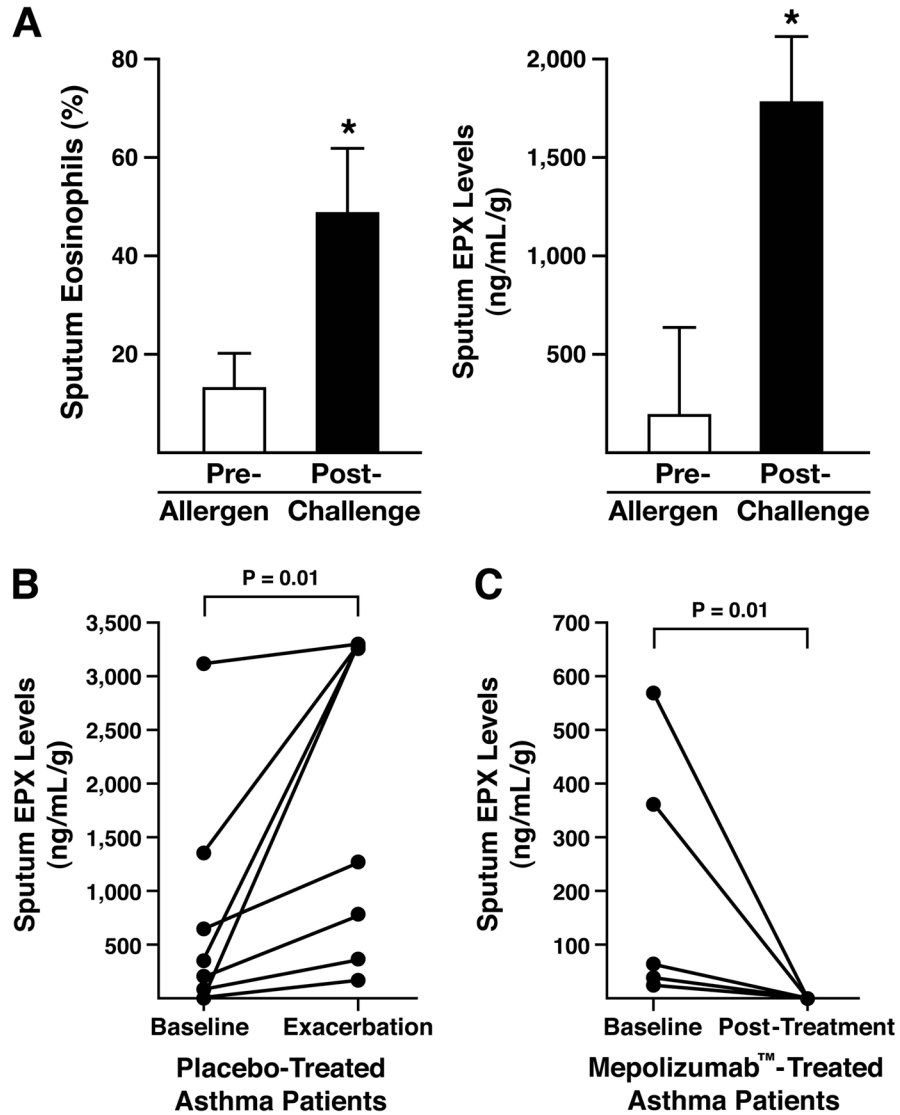 A
Sputum Eosinophils (%)
80
60
40
20
*
Pre-
Post-
Allergen
Challenge
Sputum EPX Levels
(ng/mL/g)
2,000
1,500
1,000
500
*
Pre-
Post-
Allergen
Challenge
B
P = 0.01
Sputum EPX Levels
(ng/mL/g)
3,500
3,000
2,500
2,000
1,500
1,000
500
Baseline
Exacerbation
Placebo-Treated
Asthma Patients
C
P = 0.01
Sputum EPX Levels
(ng/mL/g)
700
600
500
400
300
200
100
Baseline
Post-Treatment
Mepolizumab™-Treated
Asthma Patients